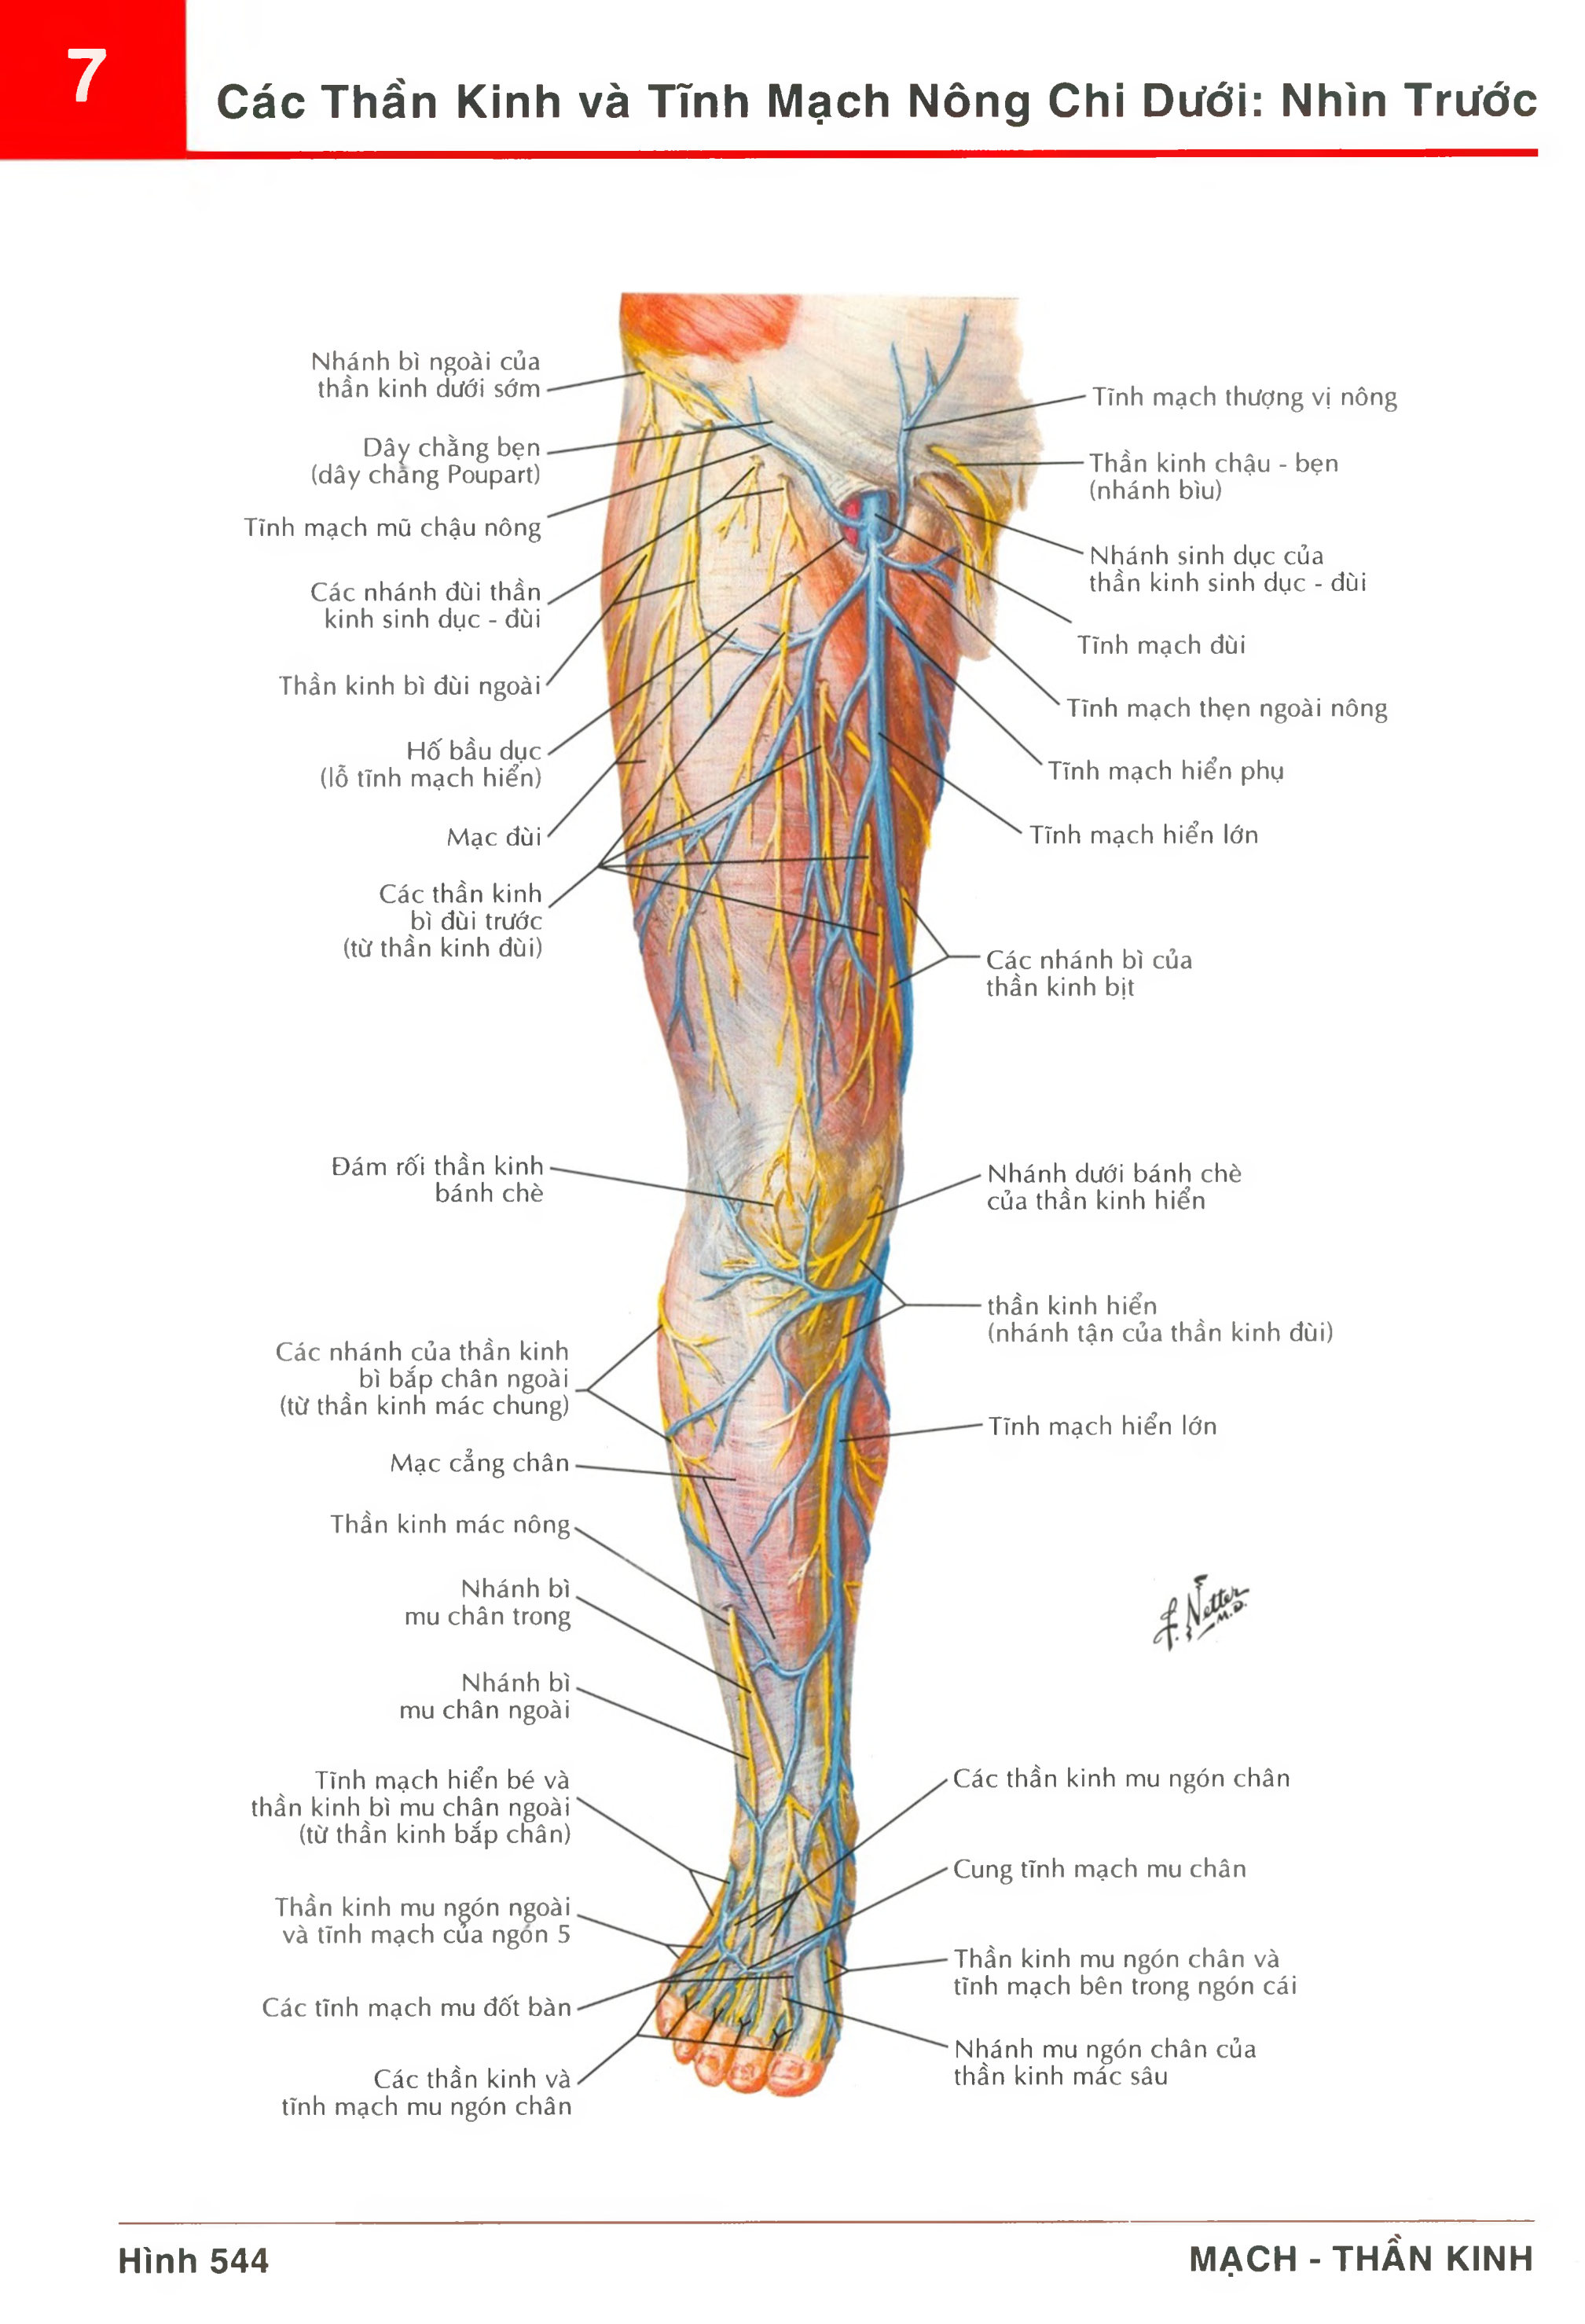 7
Các Thần Kinh và Tĩnh Mạch Nông Chi Dưới: Nhìn Trước
Nhánh bì ngoài của
thần kinh dưới sớm
Dây chằng bẹn
(dây chằng Poupart)
Tĩnh mạch mũ chậu nông
Các nhánh đùi thần
kinh sinh dục - đùi
Thần kinh bì đùi ngoài
Hố bầu dục
(lỗ tĩnh mạch hiển)
Mạc đùi
Các thần kinh
bì đùi trước
(từ thần kinh đùi)
Đám rối thần kinh
bánh chè
Các nhánh của thần kinh
bì bắp chân ngoài
(từ thần kinh mác chung)
Mạc cẳng chân
Thần kinh mác nông
Nhánh bì
mu chân trong
Nhánh bì
mu chân ngoài
Tĩnh mạch hiển bé và
thần kinh bì mu chân ngoài
(từ thần kinh bắp chân)
Thần kinh mu ngón ngoài
và tĩnh mạch của ngón 5
Các tĩnh mạch mu đốt bàn
Các thần kinh và
tĩnh mạch mu ngón chân
Tĩnh mạch thượng vị nông
Thần kinh chậu - bẹn
(nhánh bìu)
Nhánh sinh dục của
thần kinh sinh dục - đùi
Tĩnh mạch đùi
Tĩnh mạch thẹn ngoài nông
Tĩnh mạch hiển phụ
Tĩnh mạch hiển lớn
Các nhánh bì của
thần kinh bịt
Nhánh dưới bánh chè
của thần kinh hiển
thần kinh hiển
(nhánh tận của thần kinh đùi)
Tĩnh mạch hiển lớn
F. Netter
M.D.
Các thần kinh mu ngón chân
Cung tĩnh mạch mu chân
Thần kinh mu ngón chân và
tĩnh mạch bên trong ngón cái
Nhánh mu ngón chân của
thần kinh mác sâu
Hình 544
MẠCH - THẦN KINH